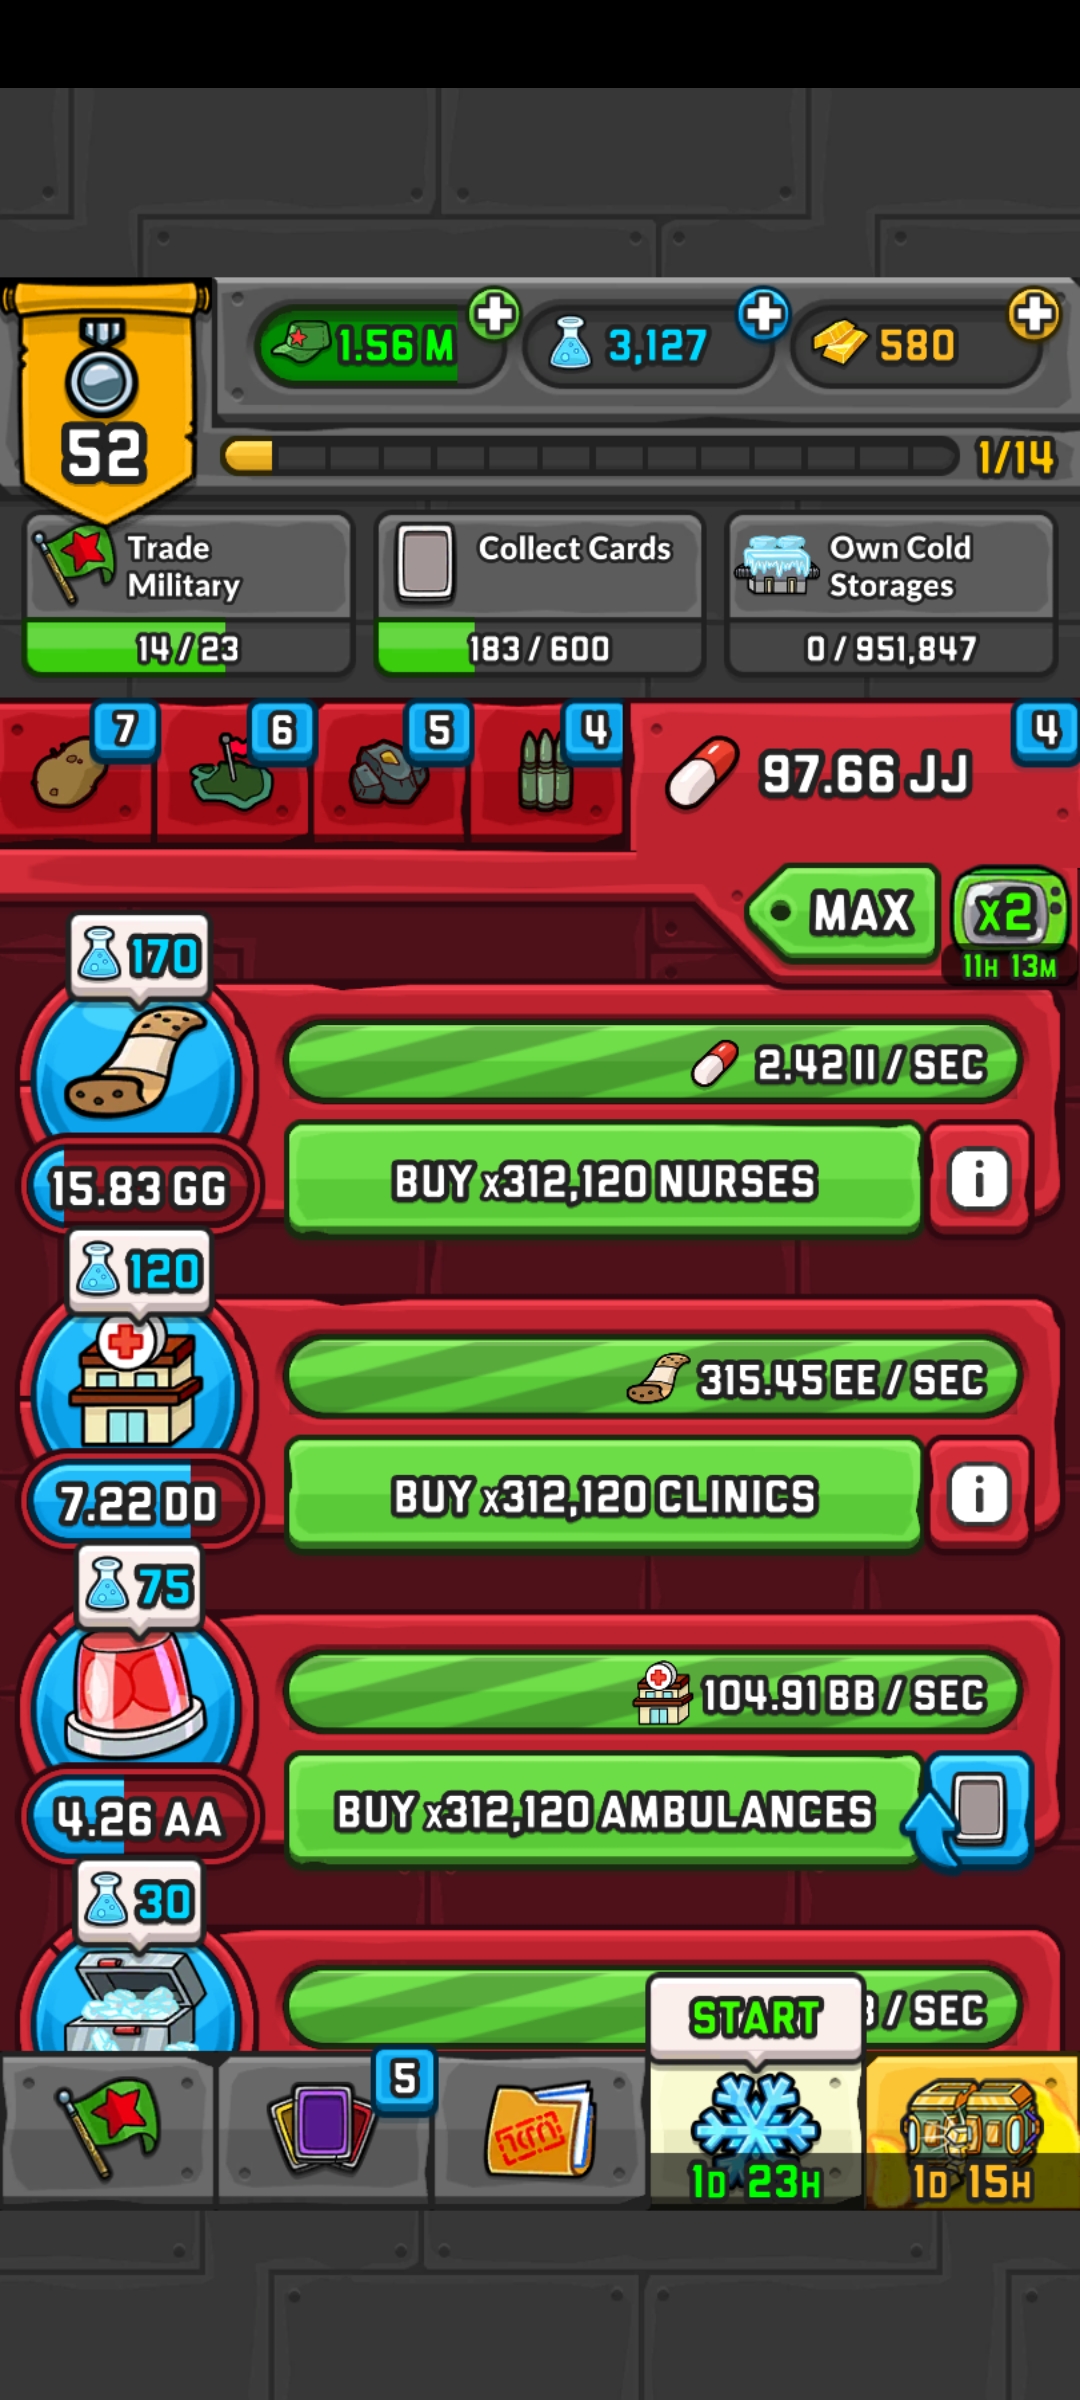 1.56 M
3,127
580
52
1/14
Trade
Military
14 / 23
Collect Cards
183 / 600
Own Cold
Storages
0 / 951,847
7
6
5
4
97.66 JJ
4
MAX
x2
11H 13M
170
2.42 II / SEC
15.83 GG
BUY x312,120 NURSES
i
120
315.45 EE / SEC
7.22 DD
BUY x312,120 CLINICS
i
75
104.91 BB / SEC
4.26 AA
BUY x312,120 AMBULANCES
30
/ SEC
START
5
1D 23H
1D 15H